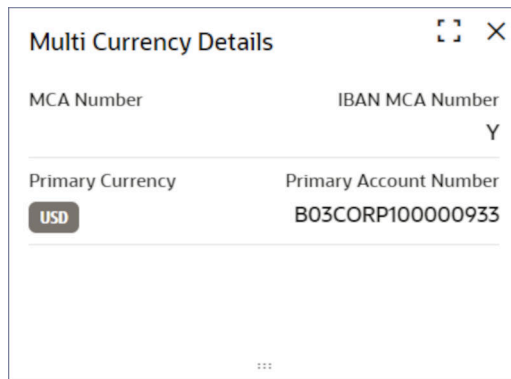 Multi Currency Details
MCA Number IBAN MCA Number
Y
Primary Currency Primary Account Number
USD B03CORP100000933